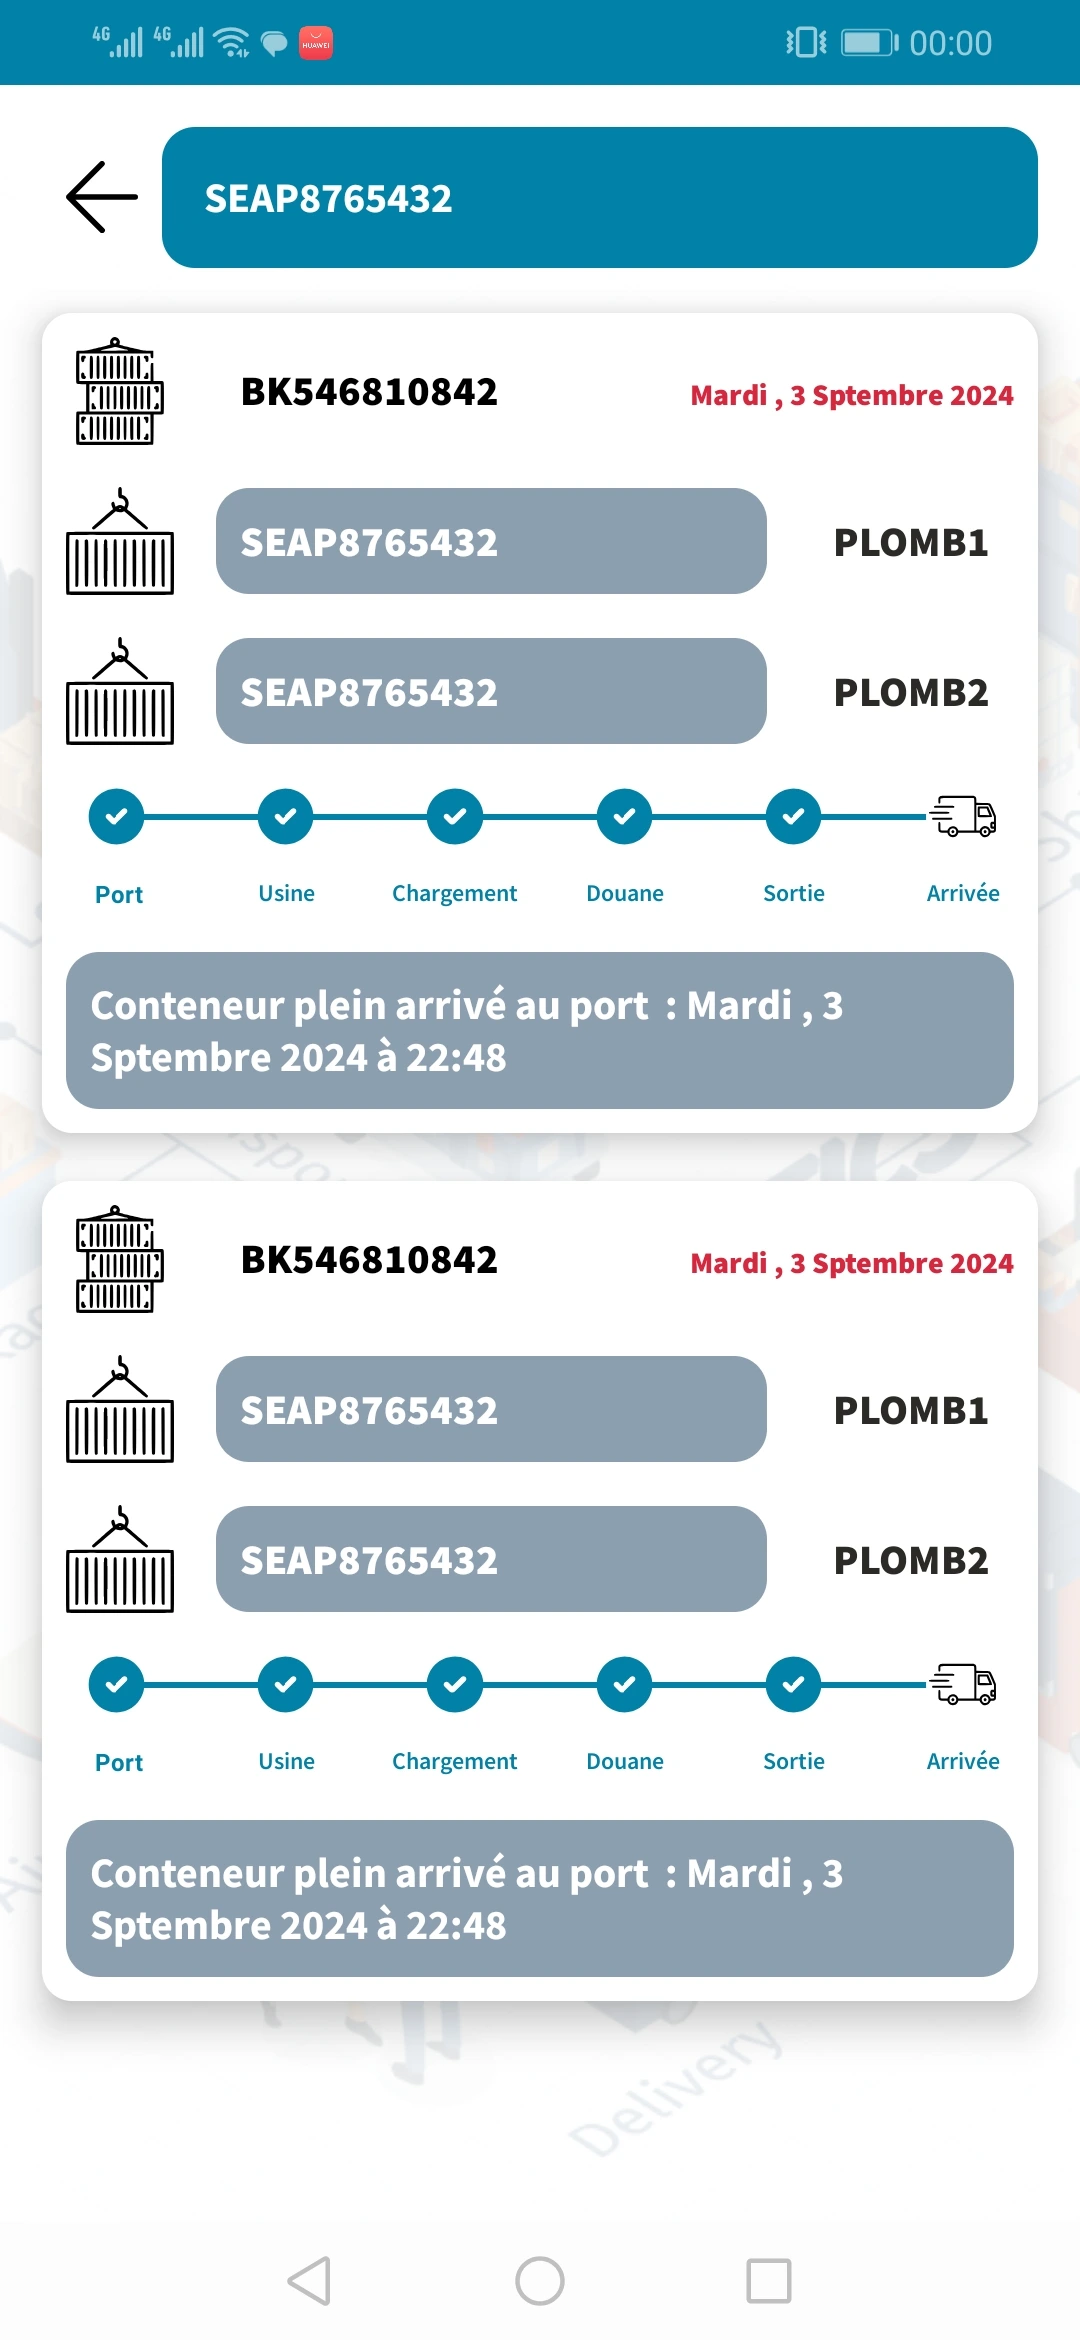 4G 4G HUAWEI 00:00
SEAP8765432
BK546810842 Mardi , 3 Sptembre 2024
SEAP8765432 PLOMB1
SEAP8765432 PLOMB2
Port Usine Chargement Douane Sortie Arrivée
Conteneur plein arrivé au port  : Mardi , 3
Sptembre 2024 à 22:48
BK546810842 Mardi , 3 Sptembre 2024
SEAP8765432 PLOMB1
SEAP8765432 PLOMB2
Port Usine Chargement Douane Sortie Arrivée
Conteneur plein arrivé au port  : Mardi , 3
Sptembre 2024 à 22:48
Delivery